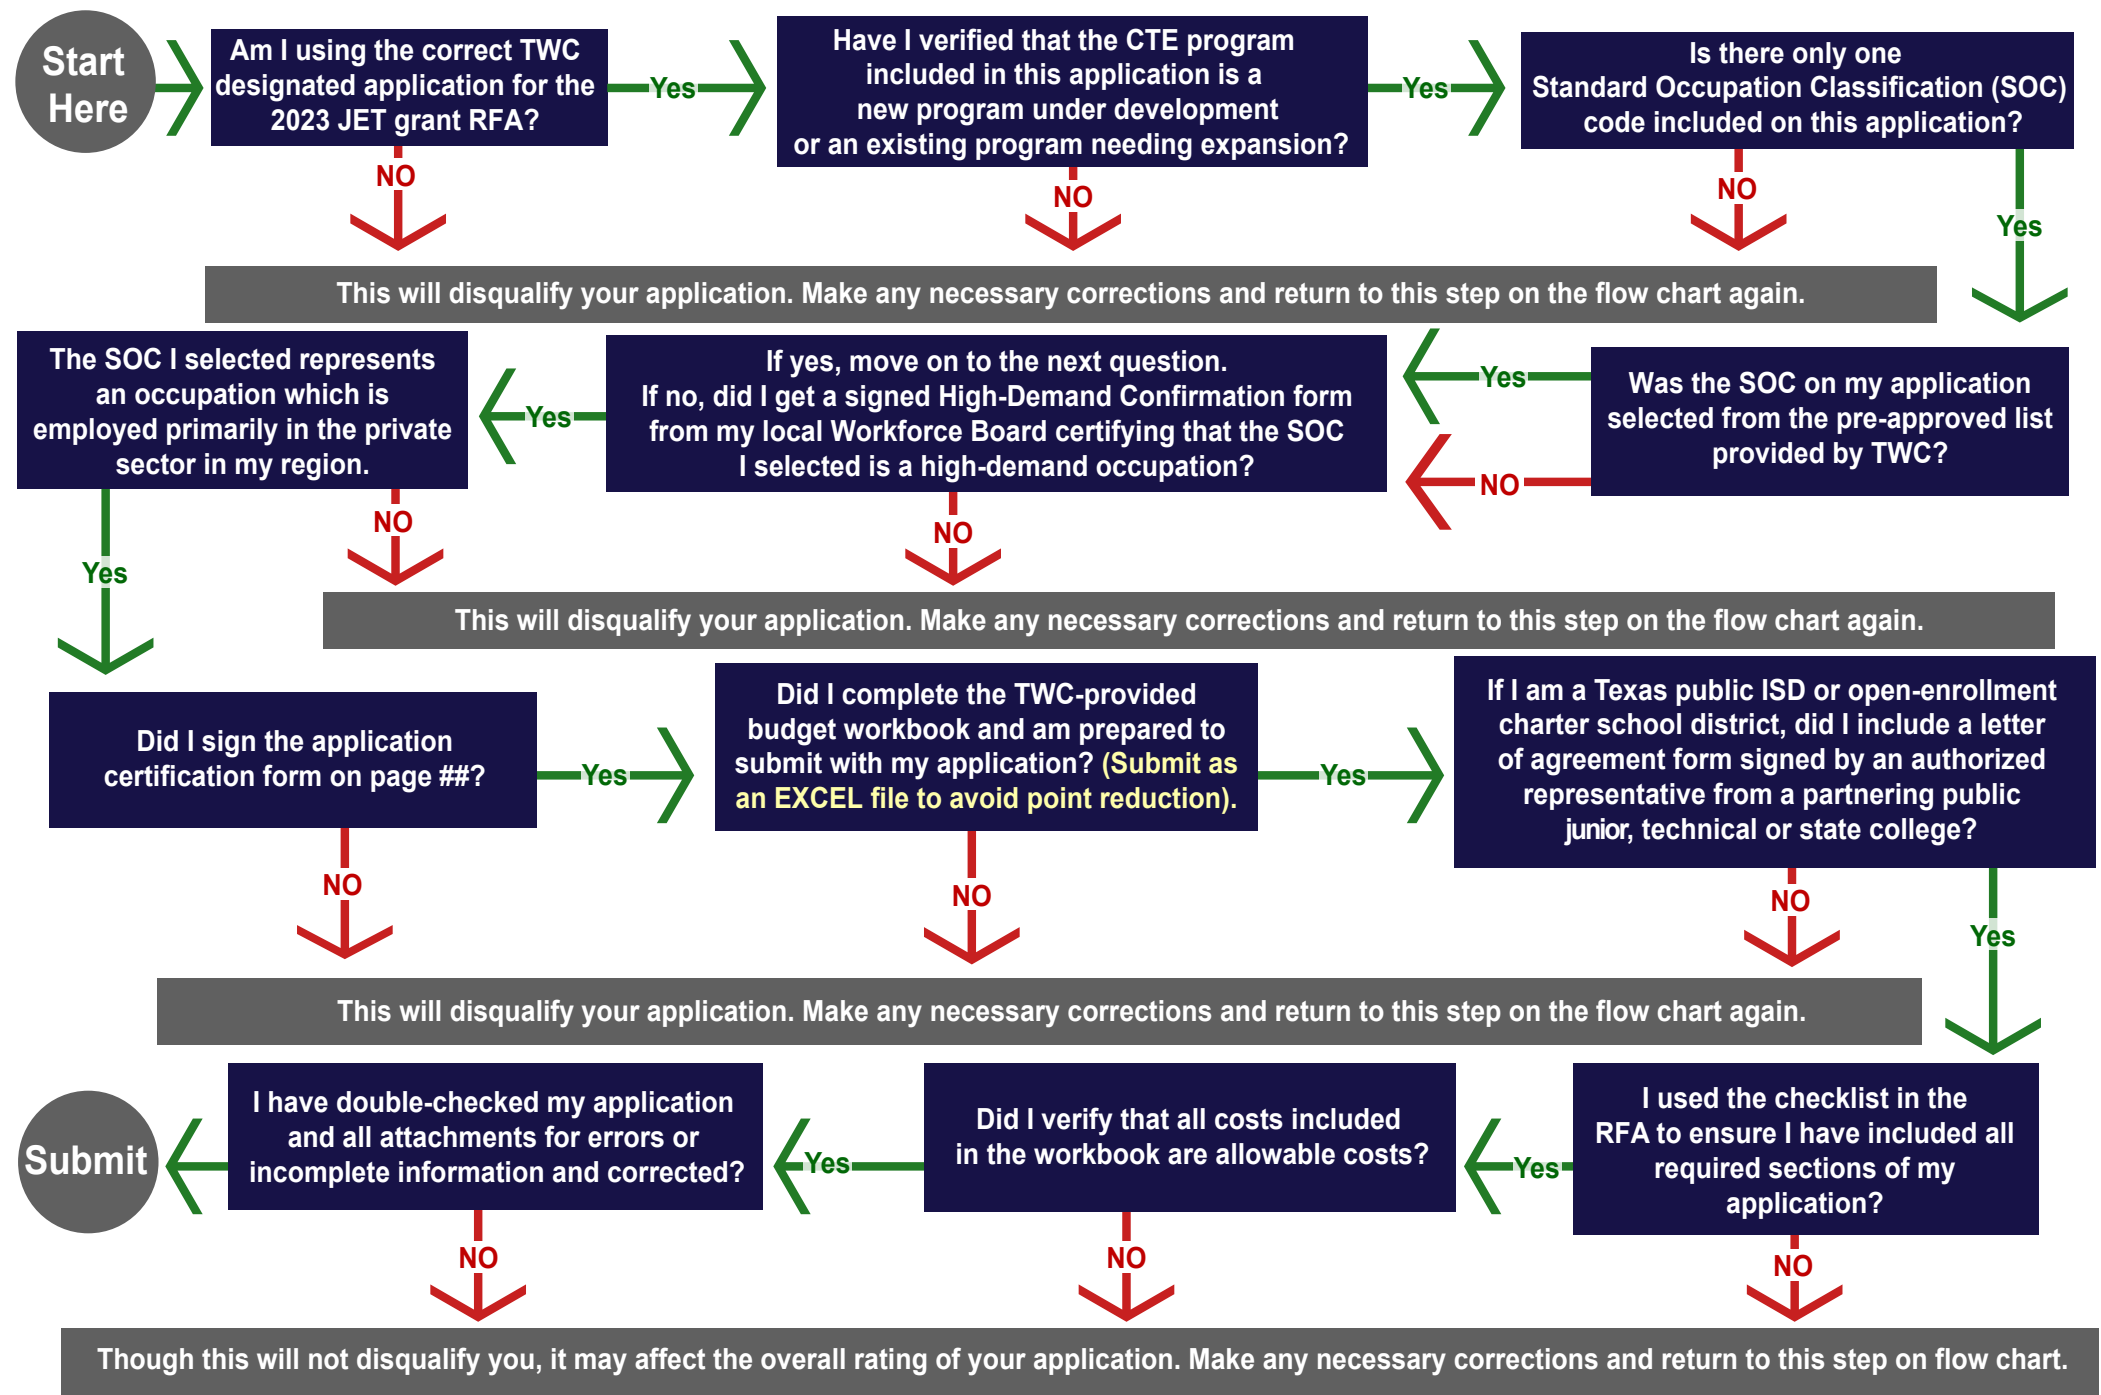 Start
Here
Am I using the correct TWC
designated application for the
2023 JET grant RFA?
Yes
Have I verified that the CTE program
included in this application is a
new program under development
or an existing program needing expansion?
Yes
Is there only one
Standard Occupation Classification (SOC)
code included on this application?
NO
NO
NO
Yes
This will disqualify your application. Make any necessary corrections and return to this step on the flow chart again.
Was the SOC on my application
selected from the pre-approved list
provided by TWC?
Yes
NO
If yes, move on to the next question.
If no, did I get a signed High-Demand Confirmation form
from my local Workforce Board certifying that the SOC
I selected is a high-demand occupation?
Yes
The SOC I selected represents
an occupation which is
employed primarily in the private
sector in my region.
NO
NO
Yes
This will disqualify your application. Make any necessary corrections and return to this step on the flow chart again.
Did I sign the application
certification form on page ##?
Yes
Did I complete the TWC-provided
budget workbook and am prepared to
submit with my application? (Submit as
an EXCEL file to avoid point reduction).
Yes
If I am a Texas public ISD or open-enrollment
charter school district, did I include a letter
of agreement form signed by an authorized
representative from a partnering public
junior, technical or state college?
NO
NO
NO
Yes
This will disqualify your application. Make any necessary corrections and return to this step on the flow chart again.
I used the checklist in the
RFA to ensure I have included all
required sections of my
application?
Yes
Did I verify that all costs included
in the workbook are allowable costs?
Yes
I have double-checked my application
and all attachments for errors or
incomplete information and corrected?
Submit
NO
NO
NO
Though this will not disqualify you, it may affect the overall rating of your application. Make any necessary corrections and return to this step on flow chart.